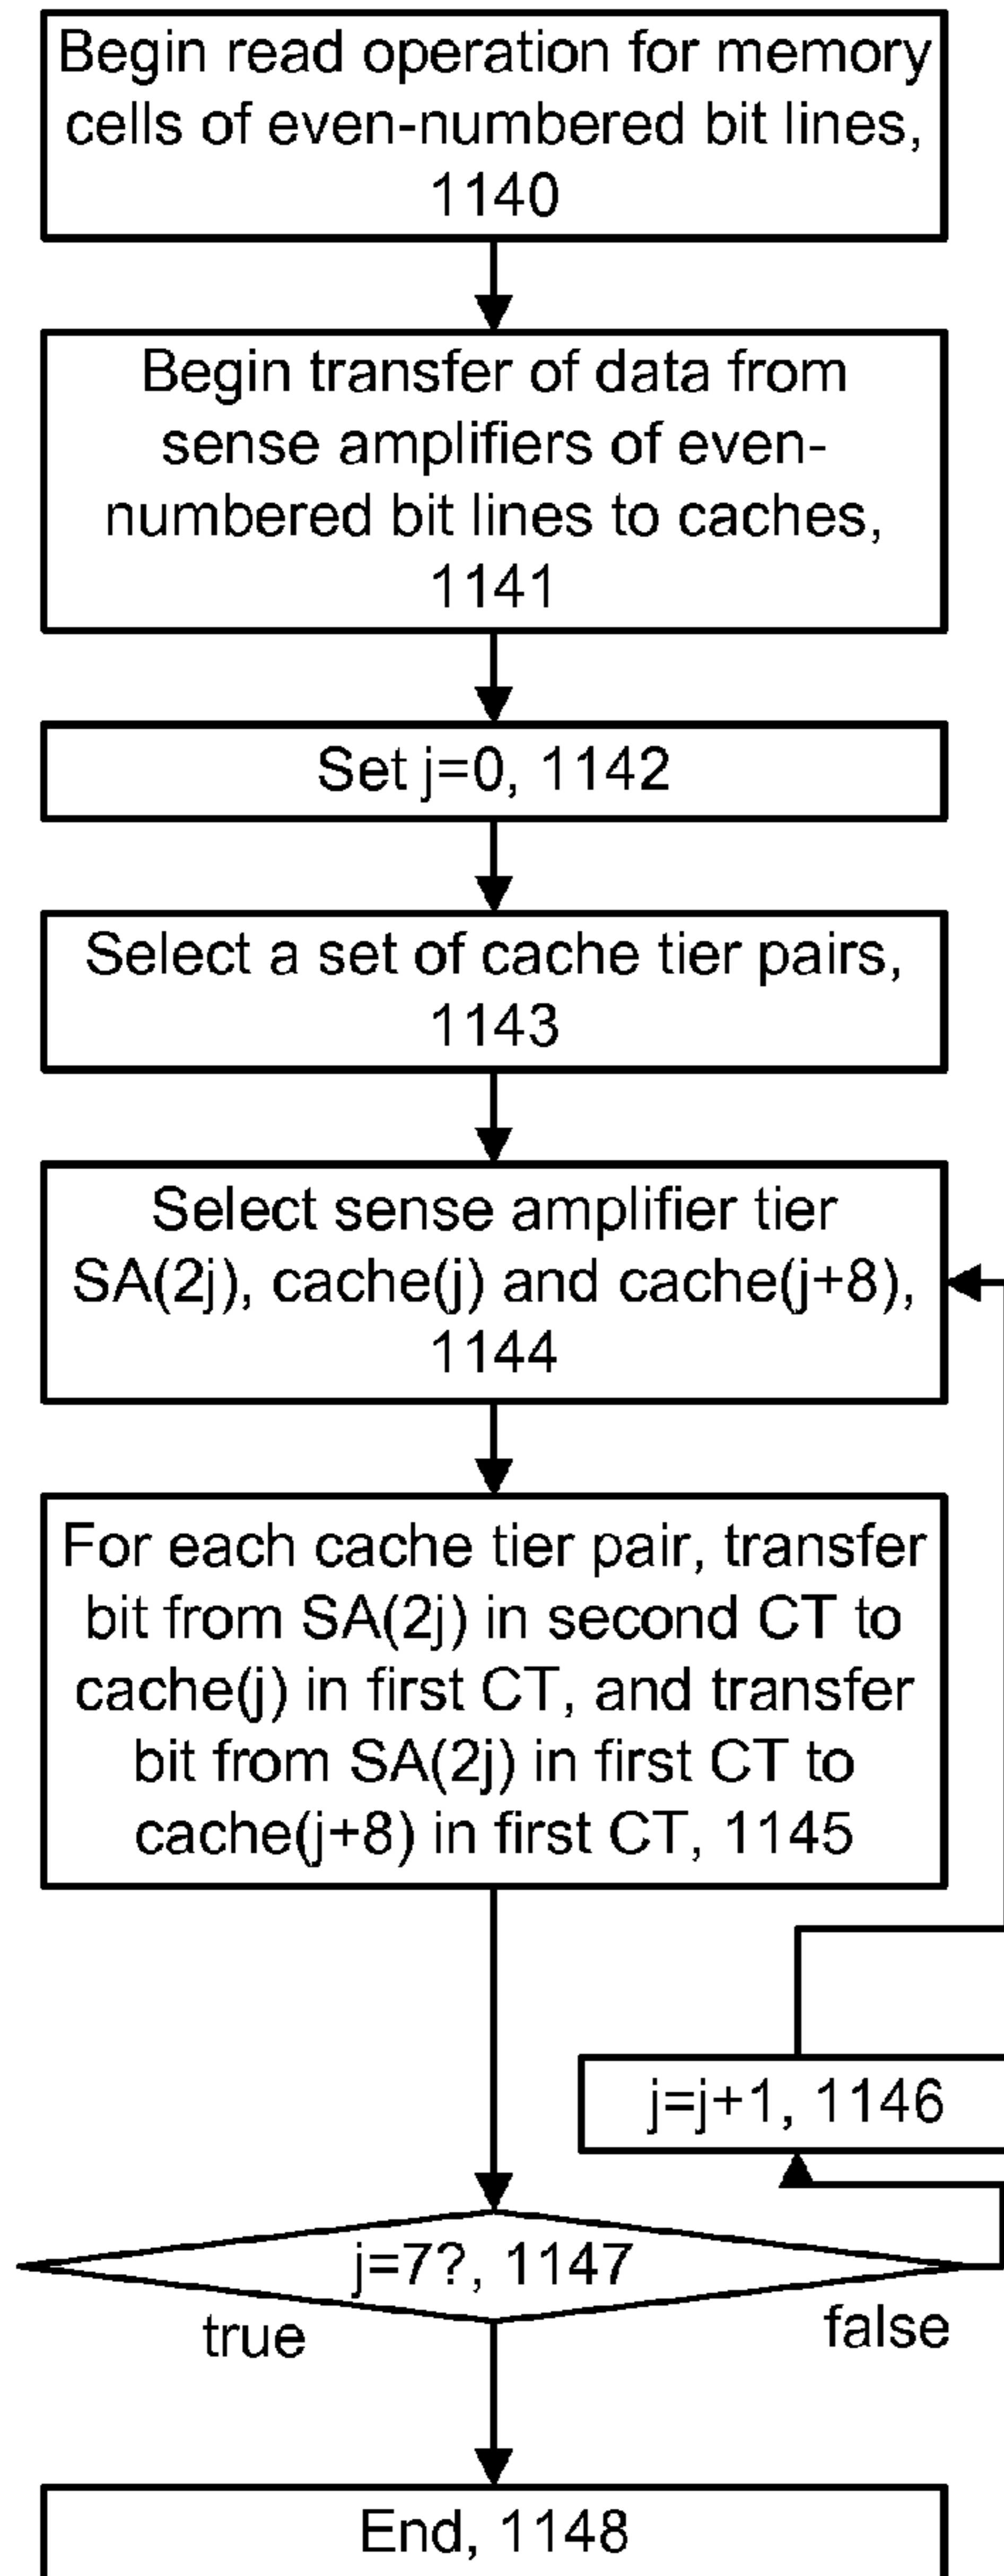 Begin read operation for memory
cells of even-numbered bit lines,
1140
Begin transfer of data from
sense amplifiers of even-
numbered bit lines to caches,
1141
Set j=0, 1142
Select a set of cache tier pairs,
1143
Select sense amplifier tier
SA(2j), cache(j) and cache(j+8),
1144
For each cache tier pair, transfer
bit from SA(2j) in second CT to
cache(j) in first CT, and transfer
bit from SA(2j) in first CT to
cache(j+8) in first CT, 1145
j=j+1, 1146
j=7?, 1147
true
false
End, 1148